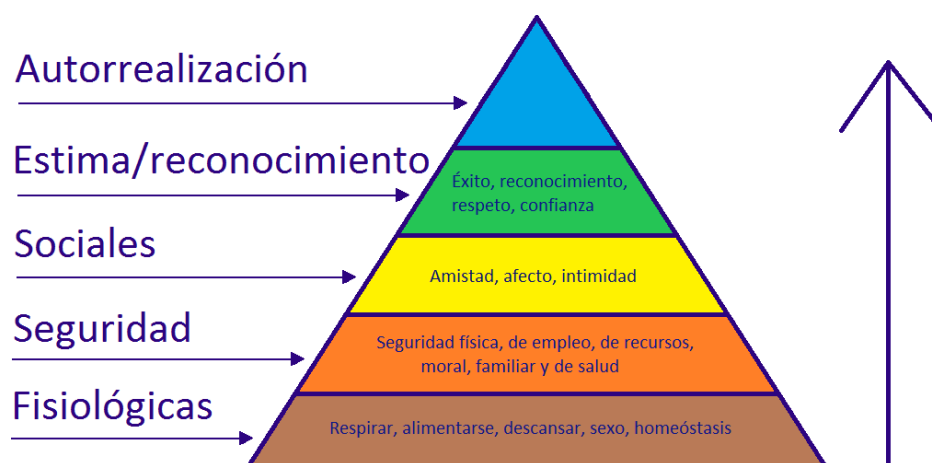 Autorrealización
Estima/reconocimiento
Éxito, reconocimiento,
respeto, confianza
Sociales
Amistad, afecto, intimidad
Seguridad
Seguridad física, de empleo, de recursos,
moral, familiar y de salud
Fisiológicas
Respirar, alimentarse, descansar, sexo, homeóstasis